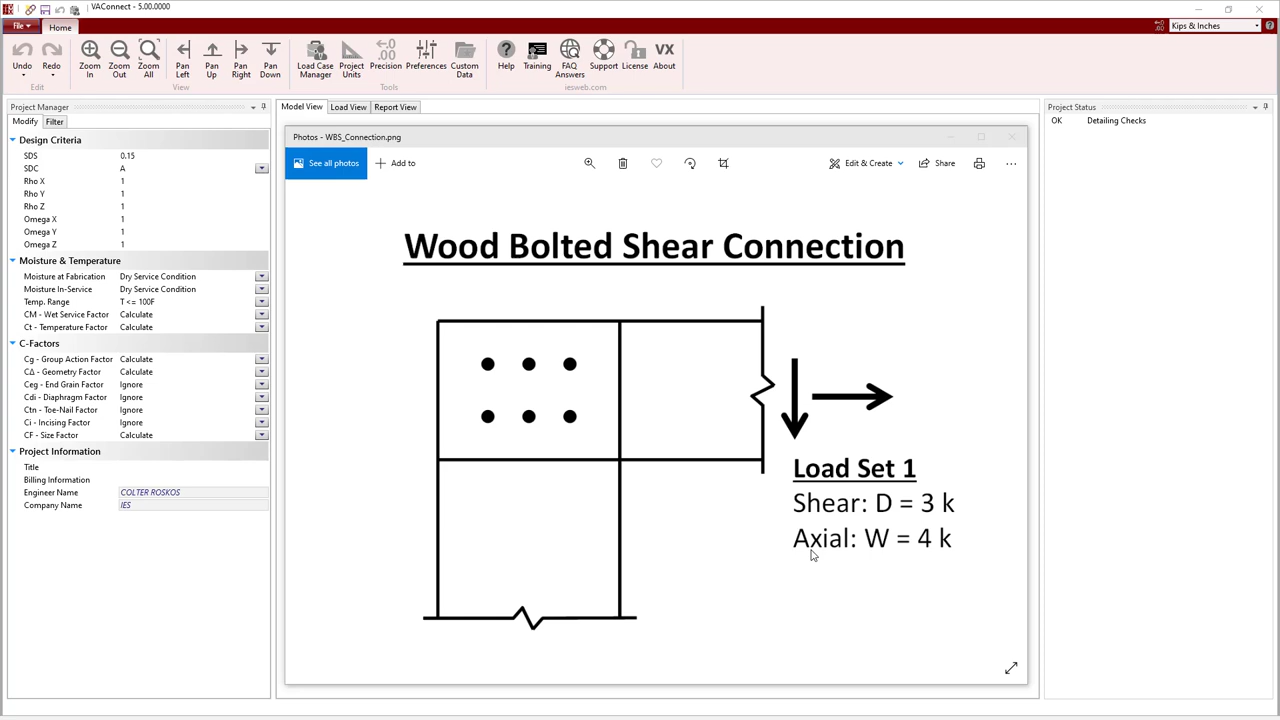 VAConnect - 5.00.0000
File
Home
Kips & Inches
Undo
Redo
Zoom In
Zoom Out
Zoom All
Pan Left
Pan Up
Pan Right
Pan Down
Load Case Manager
Project Units
.00
Precision
Preferences
Custom Data
Help
Training
FAQ Answers
Support
License
VX
About
Edit
View
Tools
iesweb.com
Project Manager
Modify
Filter
Design Criteria
SDS 0.15
SDC A
Rho X 1
Rho Y 1
Rho Z 1
Omega X 1
Omega Y 1
Omega Z 1
Moisture & Temperature
Moisture at Fabrication Dry Service Condition
Moisture In-Service Dry Service Condition
Temp. Range T <= 100F
CM - Wet Service Factor Calculate
Ct - Temperature Factor Calculate
C-Factors
Cg - Group Action Factor Calculate
CΔ - Geometry Factor Calculate
Ceg - End Grain Factor Ignore
Cdi - Diaphragm Factor Ignore
Ctn - Toe-Nail Factor Ignore
Ci - Incising Factor Ignore
CF - Size Factor Calculate
Project Information
Title
Billing Information
Engineer Name COLTER ROSKOS
Company Name IES
Model View
Load View
Report View
Photos - WBS_Connection.png
See all photos
Add to
Edit & Create
Share
Wood Bolted Shear Connection
Load Set 1
Shear: D = 3 k
Axial: W = 4 k
Project Status
OK Detailing Checks